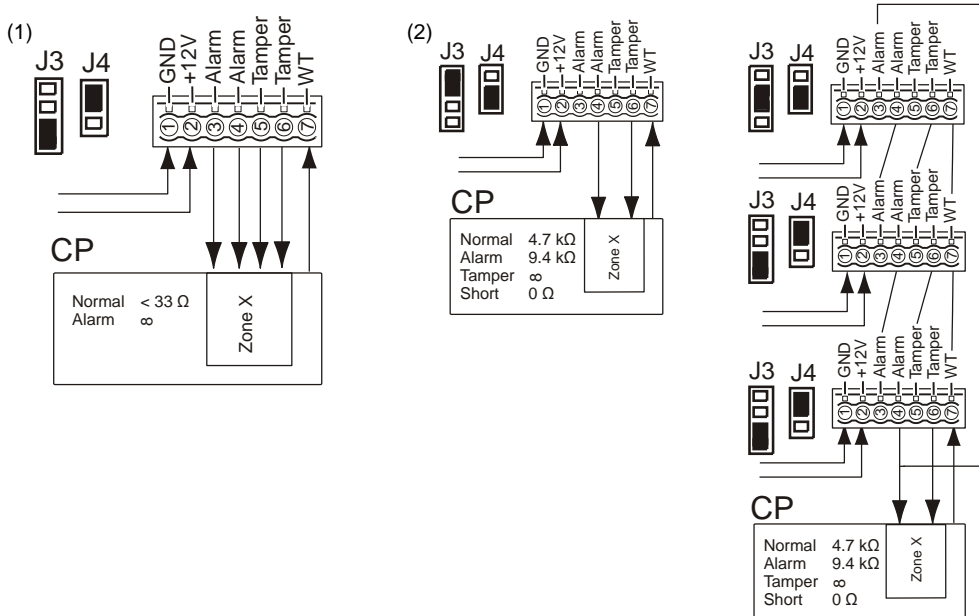 (1)
J3 J4
GND
+12V
Alarm
Alarm
Tamper
Tamper
WT
1 2 3 4 5 6 7
CP
Normal < 33 Ω
Alarm ∞
Zone X
(2)
J3 J4
GND
+12V
Alarm
Alarm
Tamper
Tamper
WT
1 2 3 4 5 6 7
CP
Normal 4.7 kΩ
Alarm 9.4 kΩ
Tamper ∞
Short 0 Ω
Zone X
J3 J4
GND
+12V
Alarm
Alarm
Tamper
Tamper
WT
1 2 3 4 5 6 7
J3 J4
GND
+12V
Alarm
Alarm
Tamper
Tamper
WT
1 2 3 4 5 6 7
J3 J4
GND
+12V
Alarm
Alarm
Tamper
Tamper
WT
1 2 3 4 5 6 7
CP
Normal 4.7 kΩ
Alarm 9.4 kΩ
Tamper ∞
Short 0 Ω
Zone X